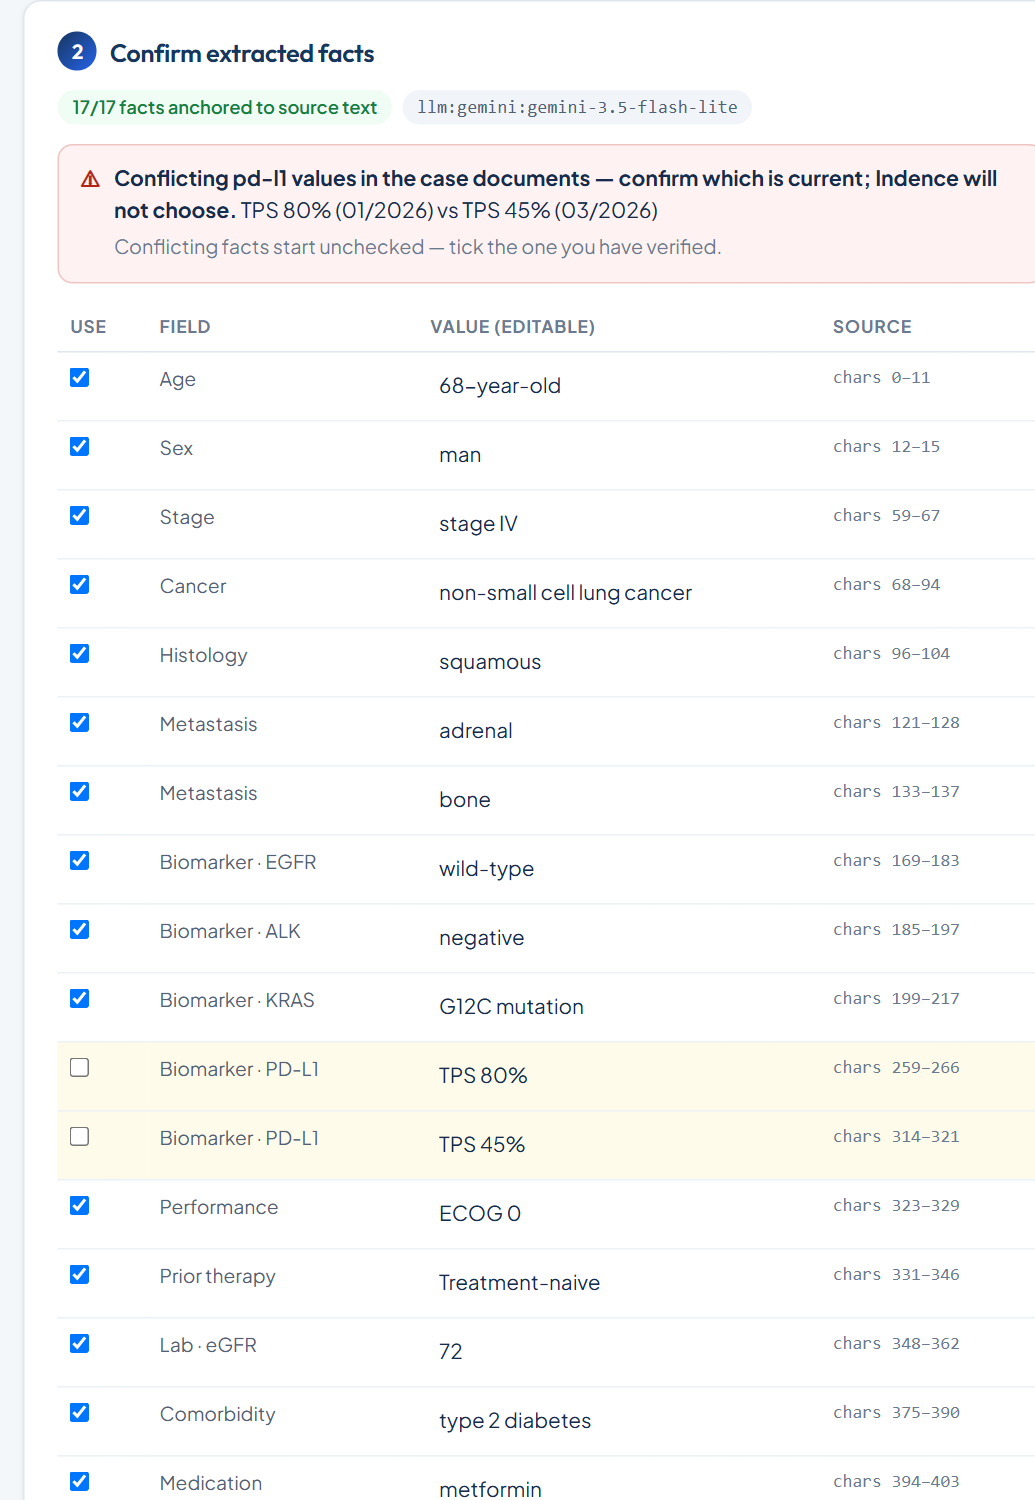 2 Confirm extracted facts
17/17 facts anchored to source text llm:gemini:gemini-3.5-flash-lite
Conflicting pd-l1 values in the case documents — confirm which is current; Indence will
not choose. TPS 80% (01/2026) vs TPS 45% (03/2026)
Conflicting facts start unchecked — tick the one you have verified.
USE FIELD VALUE (EDITABLE) SOURCE
Age 68-year-old chars 0–11
Sex man chars 12–15
Stage stage IV chars 59–67
Cancer non-small cell lung cancer chars 68–94
Histology squamous chars 96–104
Metastasis adrenal chars 121–128
Metastasis bone chars 133–137
Biomarker · EGFR wild-type chars 169–183
Biomarker · ALK negative chars 185–197
Biomarker · KRAS G12C mutation chars 199–217
Biomarker · PD-L1 TPS 80% chars 259–266
Biomarker · PD-L1 TPS 45% chars 314–321
Performance ECOG 0 chars 323–329
Prior therapy Treatment-naive chars 331–346
Lab · eGFR 72 chars 348–362
Comorbidity type 2 diabetes chars 375–390
Medication metformin chars 394–403